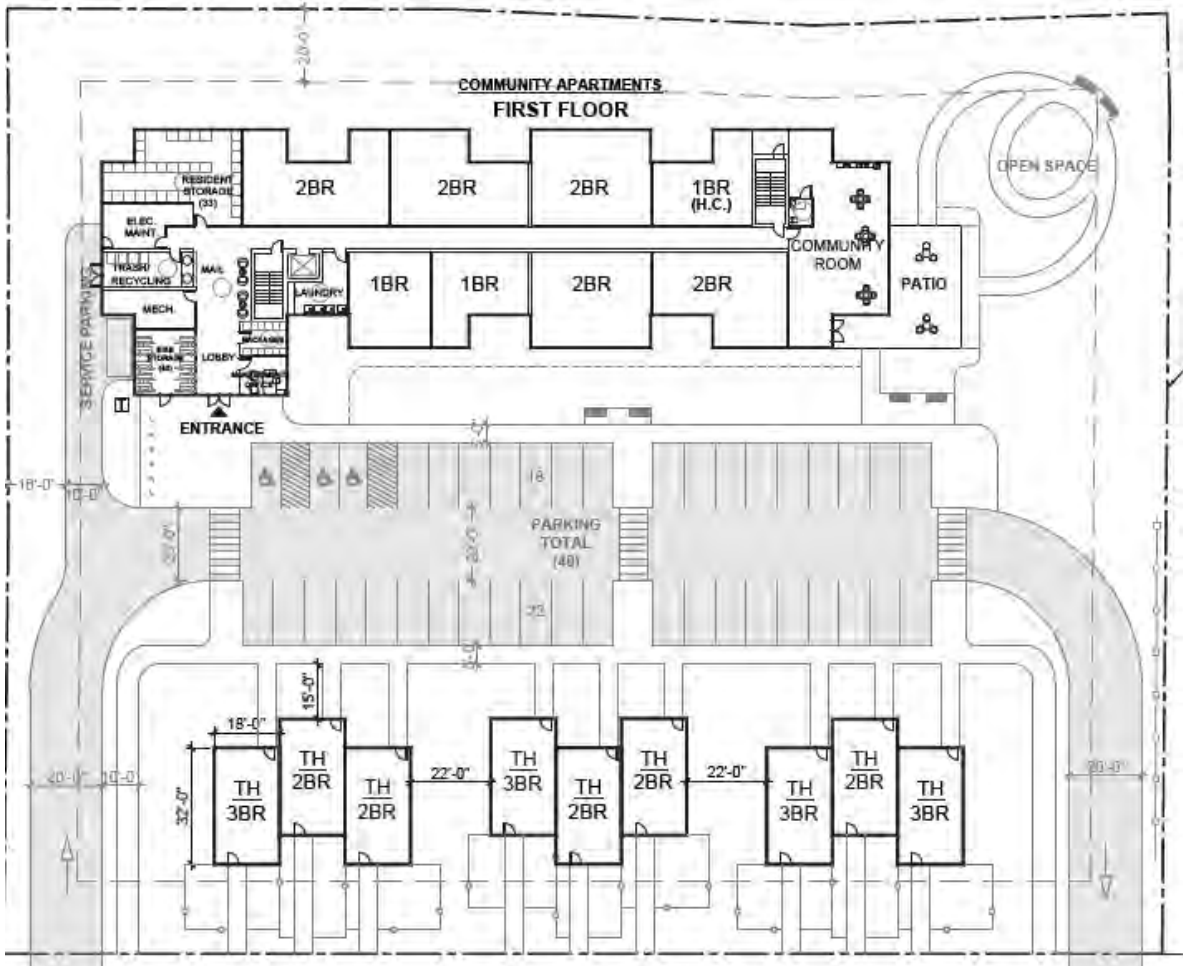 20'-0"
COMMUNITY APARTMENTS
FIRST FLOOR
OPEN SPACE
RESIDENT
STORAGE
(33)
2BR
2BR
2BR
1BR
(H.C.)
ELEC.
MAINT.
COMMUNITY
ROOM
TRASH/
RECYCLING
MAIL
LAUNDRY
1BR
1BR
2BR
2BR
PATIO
MECH.
PACKAGES
SERVICE PARKING
STORAGE
LOBBY
T
ENTRANCE
18
18'-0"
10'-0"
PARKING
TOTAL
(40)
22
15'-0"
18'-0"
TH
3BR
TH
2BR
TH
2BR
22'-0"
TH
3BR
TH
2BR
TH
2BR
22'-0"
TH
3BR
TH
2BR
TH
3BR
20'-0"
10'-0"
32'-0"
20'-0"